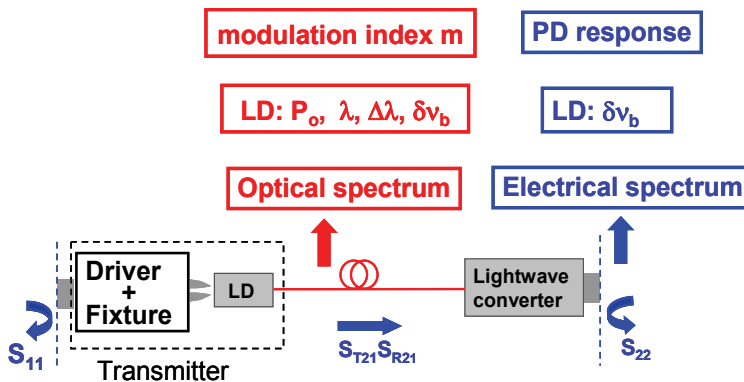 modulation index m
PD response
LD: Pₒ, λ, Δλ, δνb
LD: δνb
Optical spectrum
Electrical spectrum
Driver
+
Fixture
LD
Lightwave
converter
S₁₁
Sᴛ₂₁Sʀ₂₁
S₂₂
Transmitter